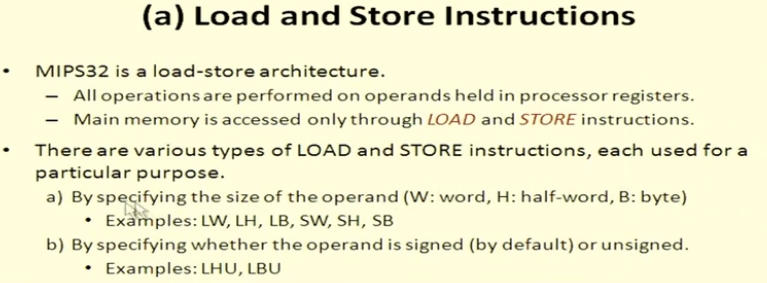 (a) Load and Store Instructions
• MIPS32 is a load-store architecture.
– All operations are performed on operands held in processor registers.
– Main memory is accessed only through LOAD and STORE instructions.
• There are various types of LOAD and STORE instructions, each used for a
particular purpose.
a) By specifying the size of the operand (W: word, H: half-word, B: byte)
• Examples: LW, LH, LB, SW, SH, SB
b) By specifying whether the operand is signed (by default) or unsigned.
• Examples: LHU, LBU